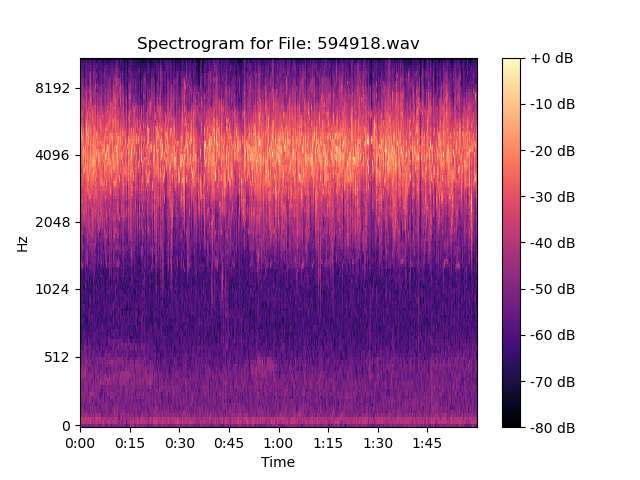 Spectrogram for File: 594918.wav
Hz
8192
4096
2048
1024
512
0
0:00 0:15 0:30 0:45 1:00 1:15 1:30 1:45
Time
+0 dB
-10 dB
-20 dB
-30 dB
-40 dB
-50 dB
-60 dB
-70 dB
-80 dB